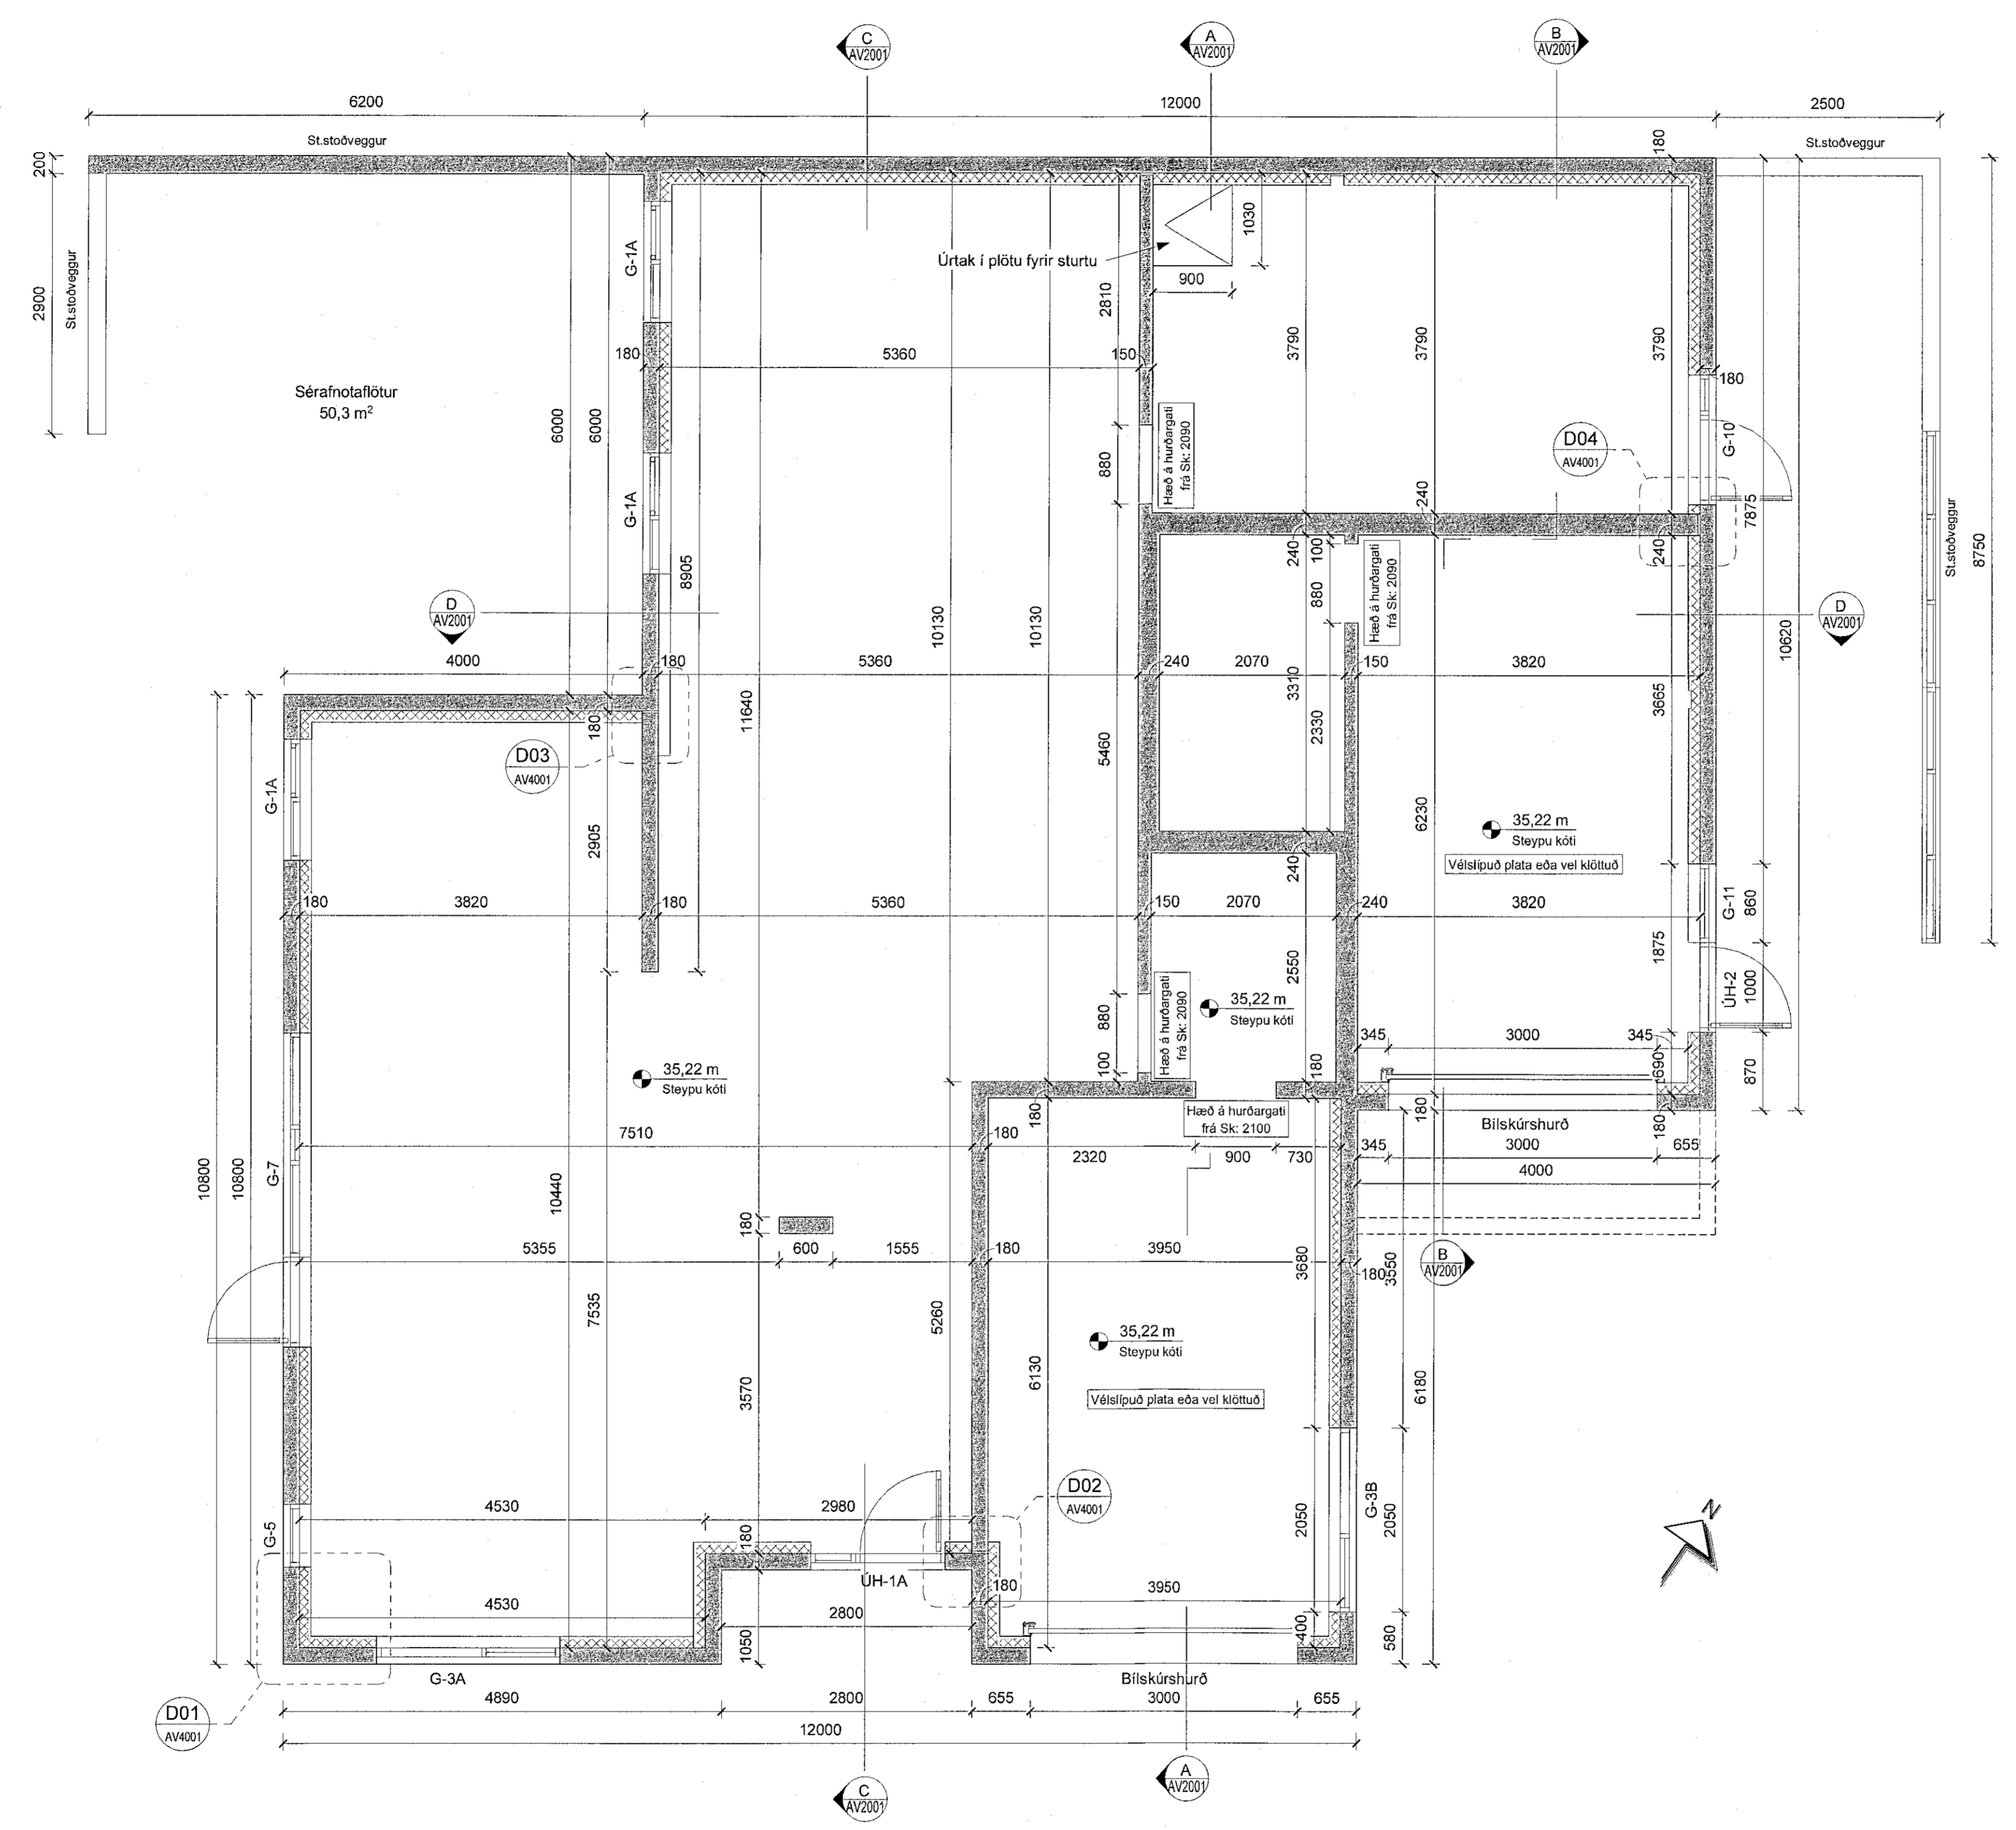 C
AV2001
A
AV2001
B
AV2001
6200
12000
2500
St.stoðveggur
St.stoðveggur
180
200
2900
St.stoðveggur
G-1A
Úrtak í plötu fyrir sturtu
1030
900
2810
180
5360
150
3790
3790
3790
180
Sérafnotaflötur
50,3 m²
6000
6000
Hæð á hurðargati
frá Sk: 2090
880
D04
AV4001
G-10
G-1A
240
7875
8905
240
100
240
St.stoðveggur
8750
880
Hæð á hurðargati
frá Sk: 2090
D
AV2001
10130
10130
D
AV2001
10620
4000
180
5360
240
2070
150
3820
3310
3665
11640
180
2330
5460
D03
AV4001
G-1A
2905
6230
35,22 m
Steypu kóti
Vélslípuð plata eða vel klöttuð
240
180
3820
180
5360
150
2070
240
3820
G-11
860
1875
2550
ÚH-2
1000
880
Hæð á hurðargati
frá Sk: 2090
35,22 m
Steypu kóti
345
3000
345
35,22 m
Steypu kóti
100
180
690
870
180
Hæð á hurðargati
frá Sk: 2100
180
Bílskúrshurð
180
7510
180
2320
900
730
345
3000
655
4000
10800
10800
G-7
10440
180
5355
600
1555
180
3950
3680
180
3550
B
AV2001
7535
5260
35,22 m
Steypu kóti
6130
3570
Vélslípuð plata eða vel klöttuð
6180
D02
AV4001
G-3B
2050
2050
4530
2980
G-5
180
N
ÚH-1A
180
3950
4530
2800
1050
400
580
G-3A
Bílskúrshurð
4890
2800
655
3000
655
D01
AV4001
12000
C
AV2001
A
AV2001